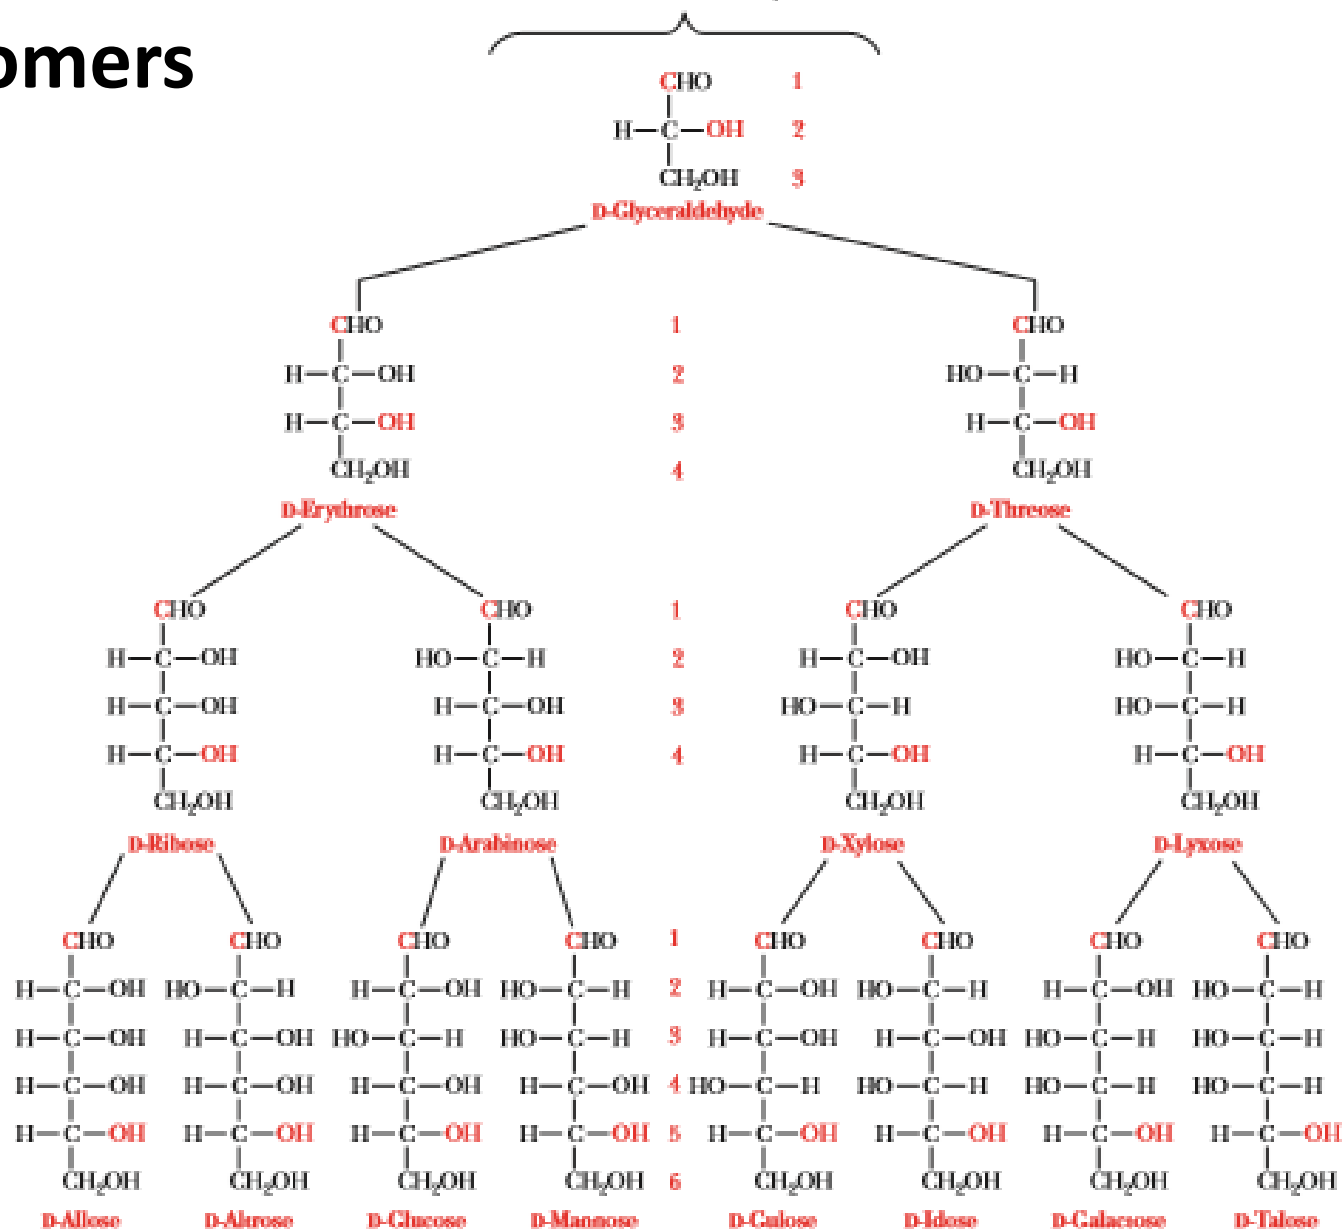 omers
CHO 1
H—C—OH 2
CH₂OH 3
D-Glyceraldehyde
CHO 1 CHO
H—C—OH 2 HO—C—H
H—C—OH 3 H—C—OH
CH₂OH 4 CH₂OH
D-Erythrose D-Threose
CHO CHO 1 CHO CHO
H—C—OH HO—C—H 2 H—C—OH HO—C—H
H—C—OH H—C—OH 3 HO—C—H HO—C—H
H—C—OH H—C—OH 4 H—C—OH H—C—OH
CH₂OH CH₂OH CH₂OH CH₂OH
D-Ribose D-Arabinose D-Xylose D-Lyxose
CHO CHO CHO CHO 1 CHO CHO CHO CHO
H—C—OH HO—C—H H—C—OH HO—C—H 2 H—C—OH HO—C—H H—C—OH HO—C—H
H—C—OH H—C—OH HO—C—H HO—C—H 3 H—C—OH H—C—OH HO—C—H HO—C—H
H—C—OH H—C—OH H—C—OH H—C—OH 4 HO—C—H HO—C—H HO—C—H HO—C—H
H—C—OH H—C—OH H—C—OH H—C—OH 5 H—C—OH H—C—OH H—C—OH H—C—OH
CH₂OH CH₂OH CH₂OH CH₂OH 6 CH₂OH CH₂OH CH₂OH CH₂OH
D-Allose D-Altrose D-Glucose D-Mannose D-Gulose D-Idose D-Galactose D-Talose